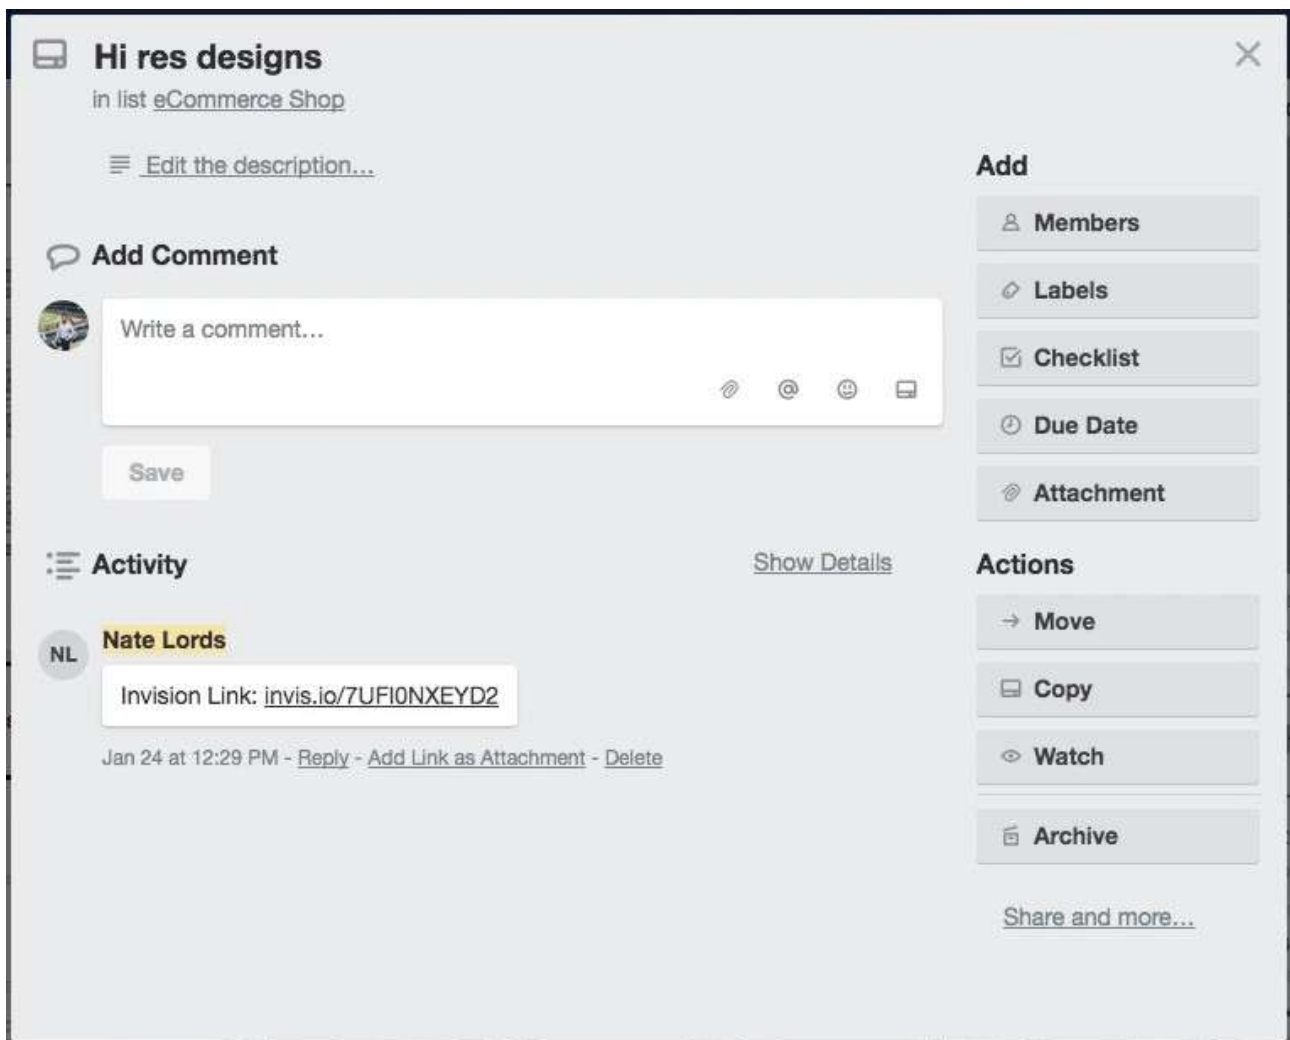 Hi res designs
in list eCommerce Shop
Edit the description...
Add Comment
Write a comment...
@
Save
Activity
Show Details
NL
Nate Lords
Invision Link: invis.io/7UFI0NXEYD2
Jan 24 at 12:29 PM - Reply - Add Link as Attachment - Delete
Add
Members
Labels
Checklist
Due Date
Attachment
Actions
Move
Copy
Watch
Archive
Share and more...